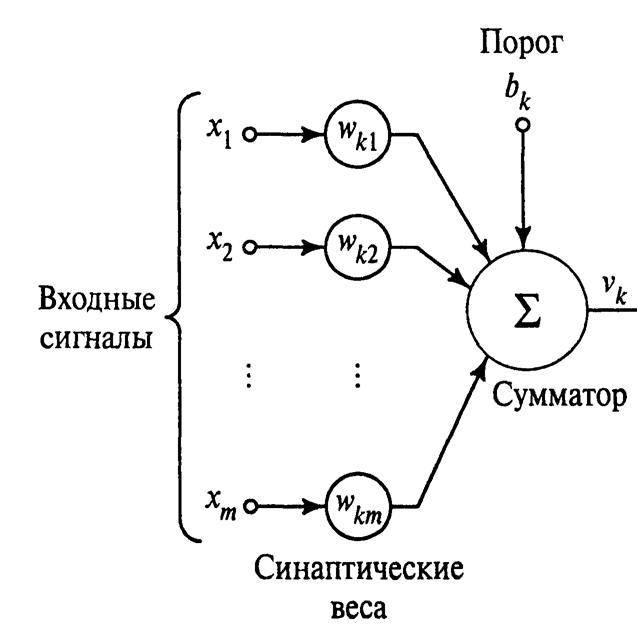 Порог
b_k
x_1
w_k1
x_2
w_k2
Входные
сигналы
Σ
v_k
Сумматор
⋮
⋮
x_m
w_km
Синаптические
веса